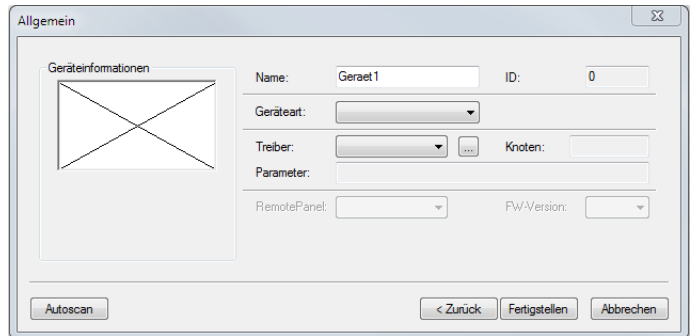 Allgemein
Geräteinformationen
Name: Geraet1 ID: 0
Geräteart:
Treiber: ... Knoten:
Parameter:
RemotePanel: FW-Version:
Autoscan < Zurück Fertigstellen Abbrechen